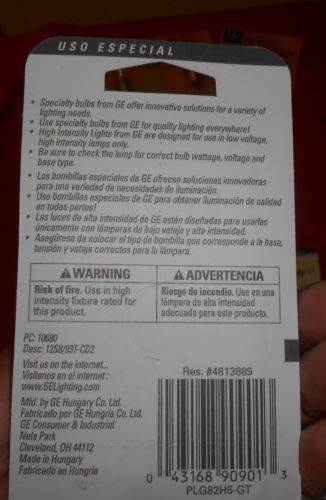 USO ESPECIAL
• Specialty bulbs from GE offer innovative solutions for a variety of
lighting needs.
• Use specialty bulbs from GE for quality lighting everywhere!
• High Intensity Lights from GE are designed for use in low voltage,
high intensity lamps only.
• Be sure to check the lamp for correct bulb wattage, voltage and
base type.
• Los bombillas especiales de GE ofrecen soluciones innovadoras
para una variedad de necesidades de iluminación.
• Use bombillas especiales de GE para obtener iluminación de calidad
en todas partes!
• Las luces de alta intensidad de GE están diseñadas para usarlas
únicamente con lámparas de bajo vataje y alta intensidad.
• Asegúrese de colocar el tipo de bombilla que corresponde a la base,
tensión y vataje correctos para la lámpara.
⚠WARNING
Risk of fire. Use in high
intensity fixture rated for
this product.
⚠ADVERTENCIA
Riesgo de incendio. Use en una
lámpara de alta intensidad
adecuada para este producto.
PC: 10690
Desc: 12S8/93T-CD2
Visit us on the internet...
Visítenos en el internet:
www.GELighting.com
Mfd. by GE Hungary Co. Ltd.
Fabricado por GE Hungría Co. Ltd.
GE Consumer & Industrial
Nela Park
Cleveland, OH 44112
Made in Hungary
Fabricado en Hungría
Res. #4813889
0 43168 90901 3
PLG82H5-GT